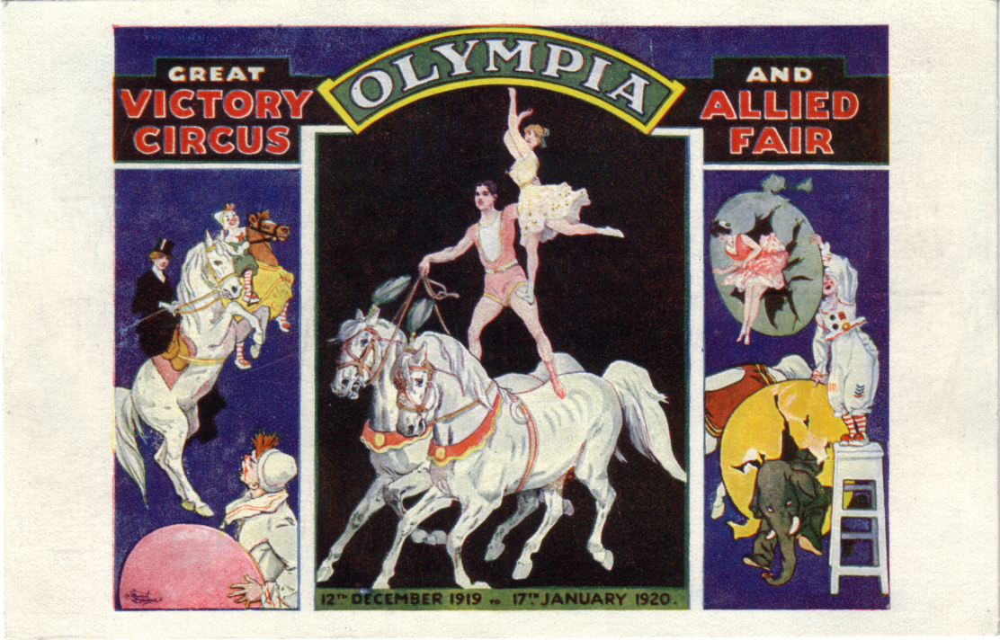 GREAT
VICTORY
CIRCUS
OLYMPIA
AND
ALLIED
FAIR
12TH DECEMBER 1919 TO 17TH JANUARY 1920.